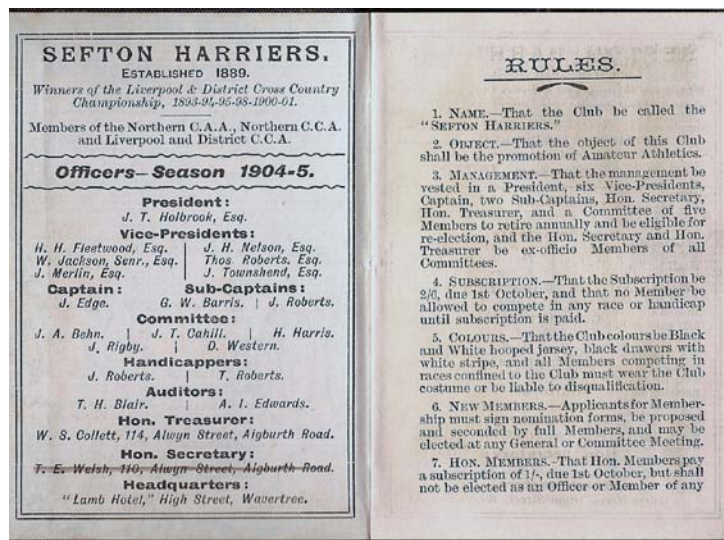 SEFTON HARRIERS.
ESTABLISHED 1889.
Winners of the Liverpool & District Cross Country
Championship, 1893-94-95-98-1900-01.
Members of the Northern C.A.A., Northern C.C.A.
and Liverpool and District C.C.A.
Officers—Season 1904-5.
President:
J. T. Holbrook, Esq.
Vice-Presidents:
H. H. Fleetwood, Esq. | J. H. Nelson, Esq.
W. Jackson, Senr., Esq. | Thos. Roberts, Esq.
J. Merlin, Esq. | J. Townshend, Esq.
Captain: Sub-Captains:
J. Edge. G. W. Barris. | J. Roberts.
Committee:
J. A. Behn. | J. T. Cahill. | H. Harris.
J. Rigby. | D. Western.
Handicappers:
J. Roberts. | T. Roberts.
Auditors:
T. H. Blair. | A. I. Edwards.
Hon. Treasurer:
W. S. Collett, 114, Alwyn Street, Aigburth Road.
Hon. Secretary:
T. E. Welsh, 110, Alwyn Street, Aigburth Road.
Headquarters:
"Lamb Hotel," High Street, Wavertree.
RULES.
1. NAME.—That the Club be called the
"SEFTON HARRIERS."
2. OBJECT.—That the object of this Club
shall be the promotion of Amateur Athletics.
3. MANAGEMENT.—That the management be
vested in a President, six Vice-Presidents,
Captain, two Sub-Captains, Hon. Secretary,
Hon. Treasurer, and a Committee of five
Members to retire annually and be eligible for
re-election, and the Hon. Secretary and Hon.
Treasurer be ex-officio Members of all
Committees.
4. SUBSCRIPTION.—That the Subscription be
2/6, due 1st October, and that no Member be
allowed to compete in any race or handicap
until subscription is paid.
5. COLOURS.—That the Club colours be Black
and White hooped jersey, black drawers with
white stripe, and all Members competing in
races confined to the Club must wear the Club
costume or be liable to disqualification.
6. NEW MEMBERS.—Applicants for Member-
ship must sign nomination forms, be proposed
and seconded by full Members, and may be
elected at any General or Committee Meeting.
7. HON. MEMBERS.—That Hon. Members pay
a subscription of 1/-, due 1st October, but shall
not be elected as an Officer or Member of any